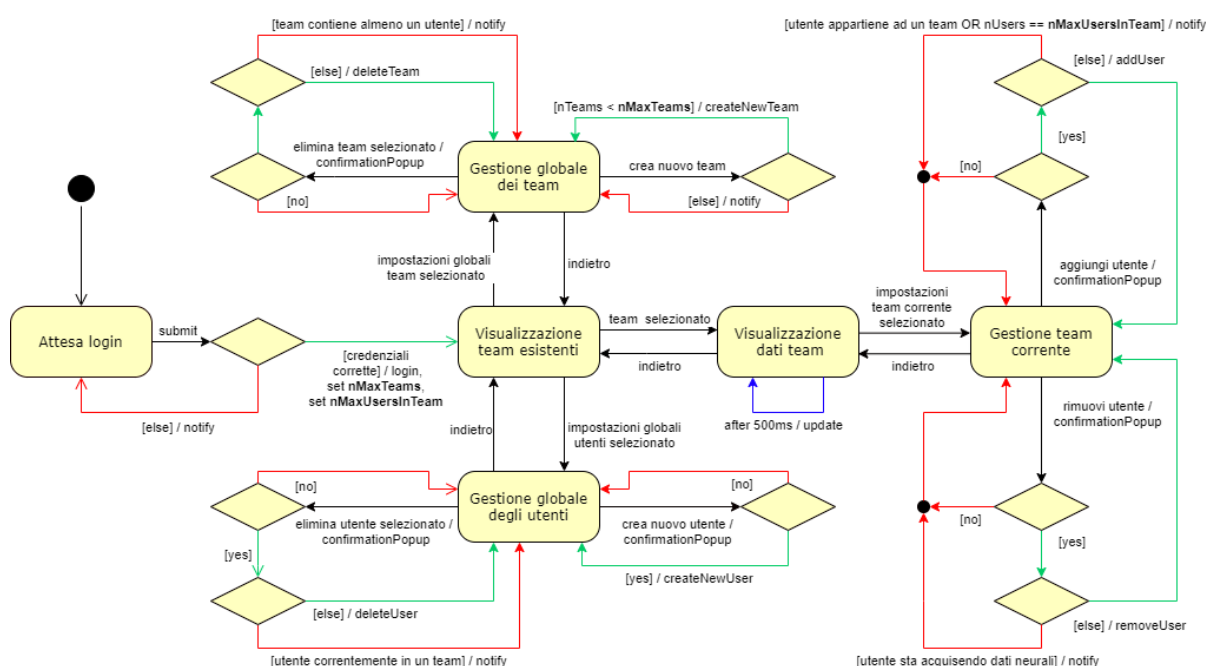 [team contiene almeno un utente] / notify
[utente appartiene ad un team OR nUsers == nMaxUsersInTeam] / notify
[else] / deleteTeam
[else] / addUser
[nTeams < nMaxTeams] / createNewTeam
[yes]
elimina team selezionato /
confirmationPopup
Gestione globale
dei team
crea nuovo team
[no]
[no]
[else] / notify
impostazioni globali
team selezionato
indietro
aggiungi utente /
confirmationPopup
Attesa login
submit
[credenziali
corrette] / login,
set nMaxTeams,
set nMaxUsersInTeam
[else] / notify
Visualizzazione
team esistenti
team selezionato
indietro
Visualizzazione
dati team
impostazioni
team corrente
selezionato
indietro
Gestione team
corrente
after 500ms / update
indietro
impostazioni globali
utenti selezionato
rimuovi utente /
confirmationPopup
[no]
elimina utente selezionato /
confirmationPopup
Gestione globale
degli utenti
[no]
crea nuovo utente /
confirmationPopup
[no]
[yes]
[yes]
[yes] / createNewUser
[else] / deleteUser
[else] / removeUser
[utente correntemente in un team] / notify
[utente sta acquisendo dati neurali] / notify